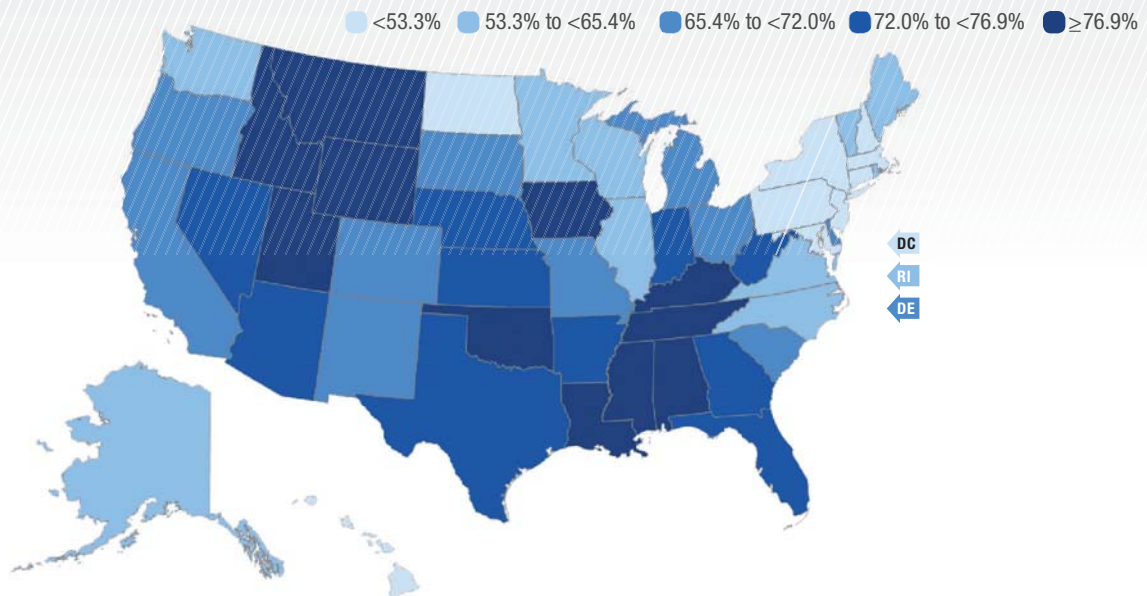 <53.3% 53.3% to <65.4% 65.4% to <72.0% 72.0% to <76.9% ≥76.9%
DC
RI
DE